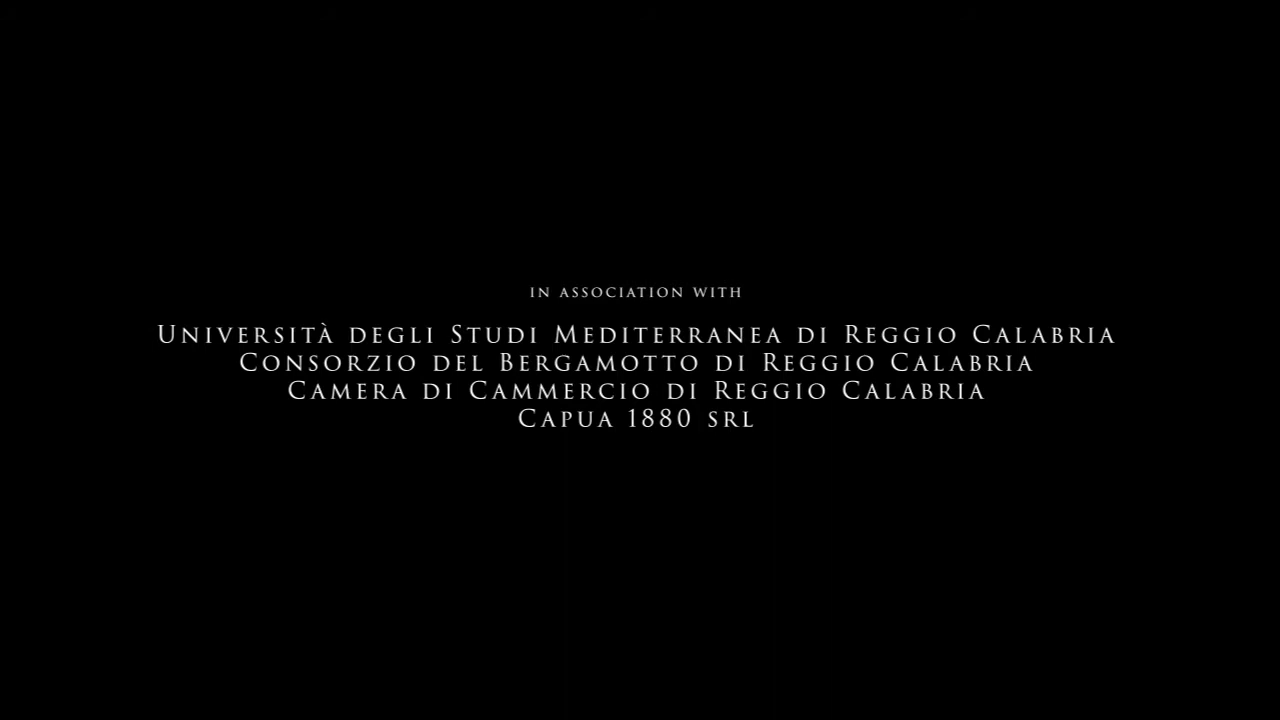 IN ASSOCIATION WITH
UNIVERSITÀ DEGLI STUDI MEDITERRANEA DI REGGIO CALABRIA
CONSORZIO DEL BERGAMOTTO DI REGGIO CALABRIA
CAMERA DI CAMMERCIO DI REGGIO CALABRIA
CAPUA 1880 SRL